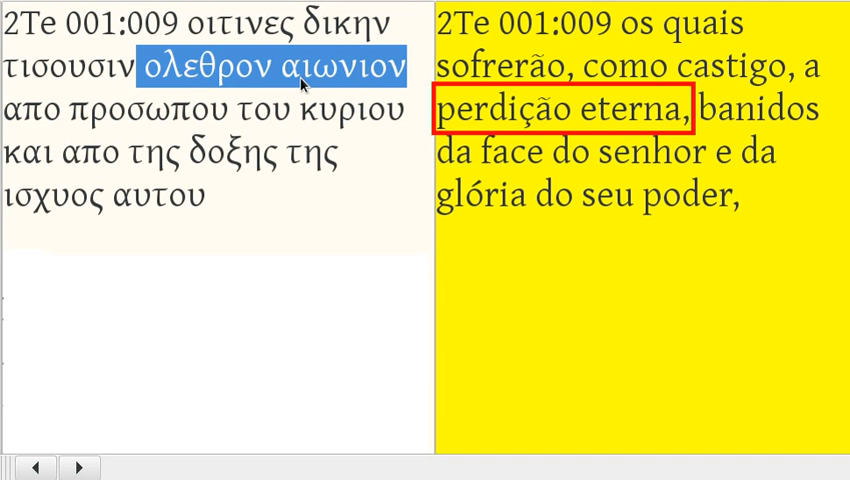 2Te 001:009 οιτινες δικην
τισουσιν ολεθρον αιωνιον
απο προσωπου του κυριου
και απο της δοξης της
ισχυος αυτου
2Te 001:009 os quais
sofrerão, como castigo, a
perdição eterna, banidos
da face do senhor e da
glória do seu poder,